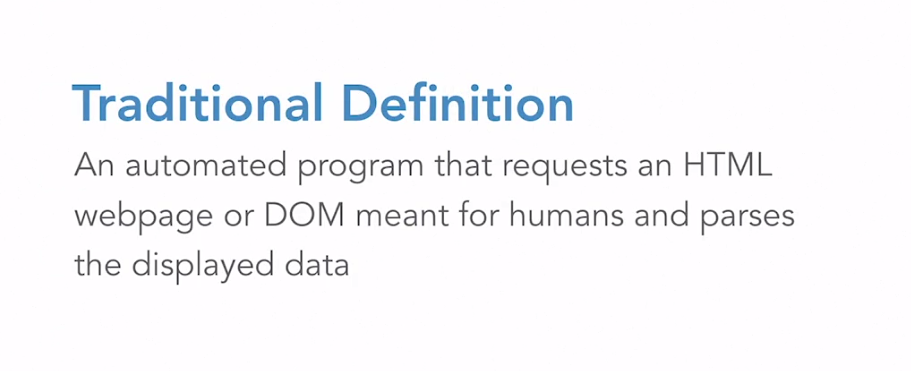 Traditional Definition
An automated program that requests an HTML
webpage or DOM meant for humans and parses
the displayed data